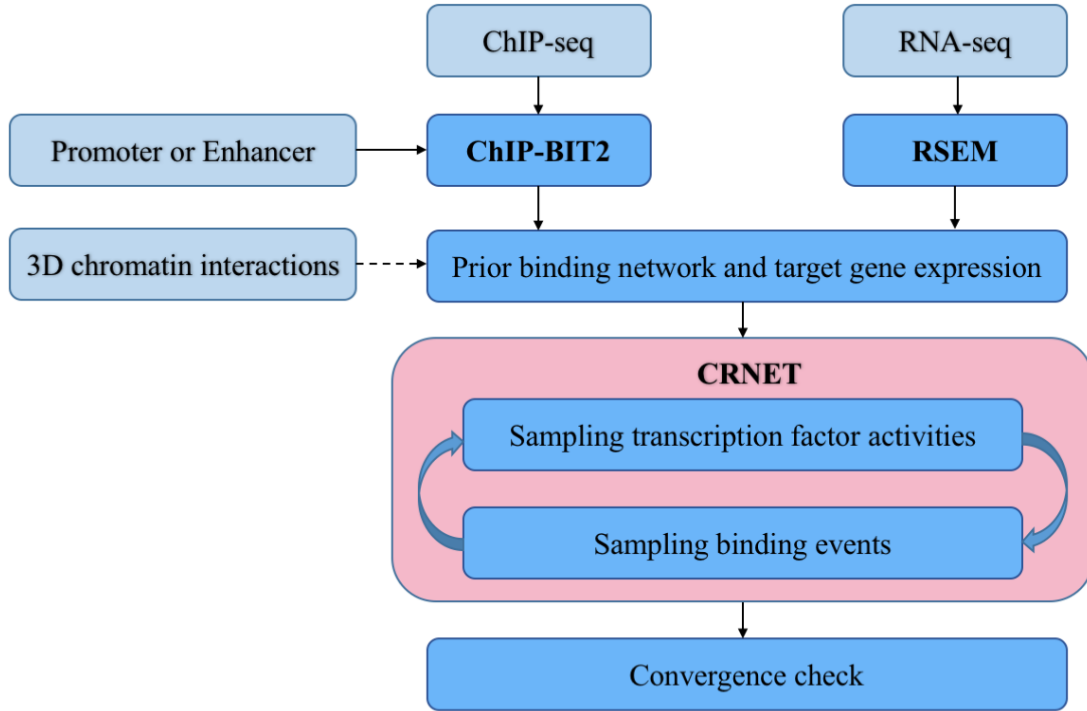 ChIP-seq
RNA-seq
Promoter or Enhancer
ChIP-BIT2
RSEM
3D chromatin interactions
Prior binding network and target gene expression
CRNET
Sampling transcription factor activities
Sampling binding events
Convergence check